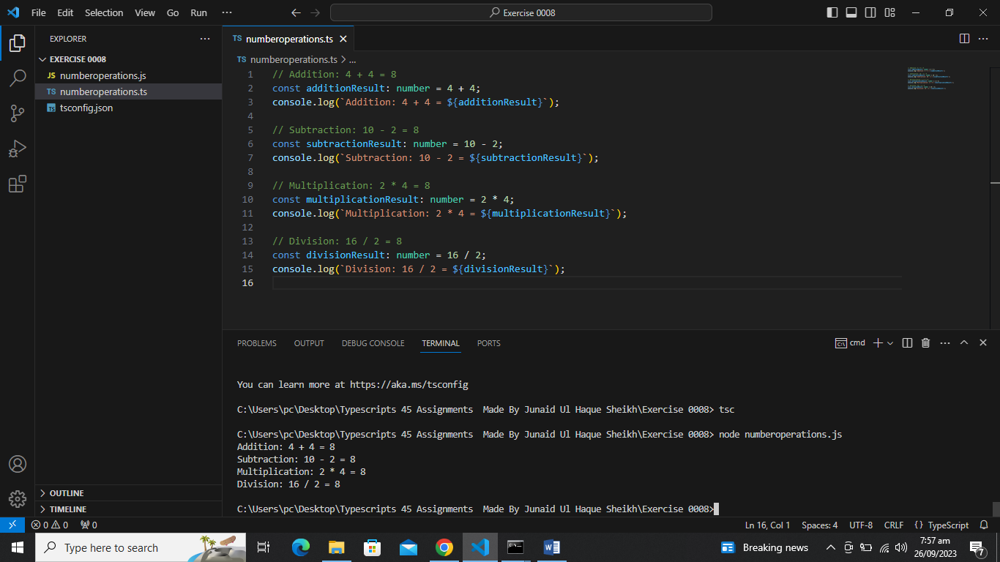 File Edit Selection View Go Run ···
Exercise 0008
EXPLORER
EXERCISE 0008
JS numberoperations.js
TS numberoperations.ts
TS tsconfig.json
OUTLINE
TIMELINE
TS numberoperations.ts
TS numberoperations.ts > ...
1 // Addition: 4 + 4 = 8
2 const additionResult: number = 4 + 4;
3 console.log(`Addition: 4 + 4 = ${additionResult}`);
4
5 // Subtraction: 10 - 2 = 8
6 const subtractionResult: number = 10 - 2;
7 console.log(`Subtraction: 10 - 2 = ${subtractionResult}`);
8
9 // Multiplication: 2 * 4 = 8
10 const multiplicationResult: number = 2 * 4;
11 console.log(`Multiplication: 2 * 4 = ${multiplicationResult}`);
12
13 // Division: 16 / 2 = 8
14 const divisionResult: number = 16 / 2;
15 console.log(`Division: 16 / 2 = ${divisionResult}`);
16
PROBLEMS OUTPUT DEBUG CONSOLE TERMINAL PORTS
cmd
You can learn more at https://aka.ms/tsconfig
C:\Users\pc\Desktop\Typescripts 45 Assignments  Made By Junaid Ul Haque Sheikh\Exercise 0008> tsc
C:\Users\pc\Desktop\Typescripts 45 Assignments  Made By Junaid Ul Haque Sheikh\Exercise 0008> node numberoperations.js
Addition: 4 + 4 = 8
Subtraction: 10 - 2 = 8
Multiplication: 2 * 4 = 8
Division: 16 / 2 = 8
C:\Users\pc\Desktop\Typescripts 45 Assignments  Made By Junaid Ul Haque Sheikh\Exercise 0008>
0 0 0
Ln 16, Col 1 Spaces: 4 UTF-8 CRLF {} TypeScript
Type here to search
Breaking news
7:57 am
26/09/2023
7